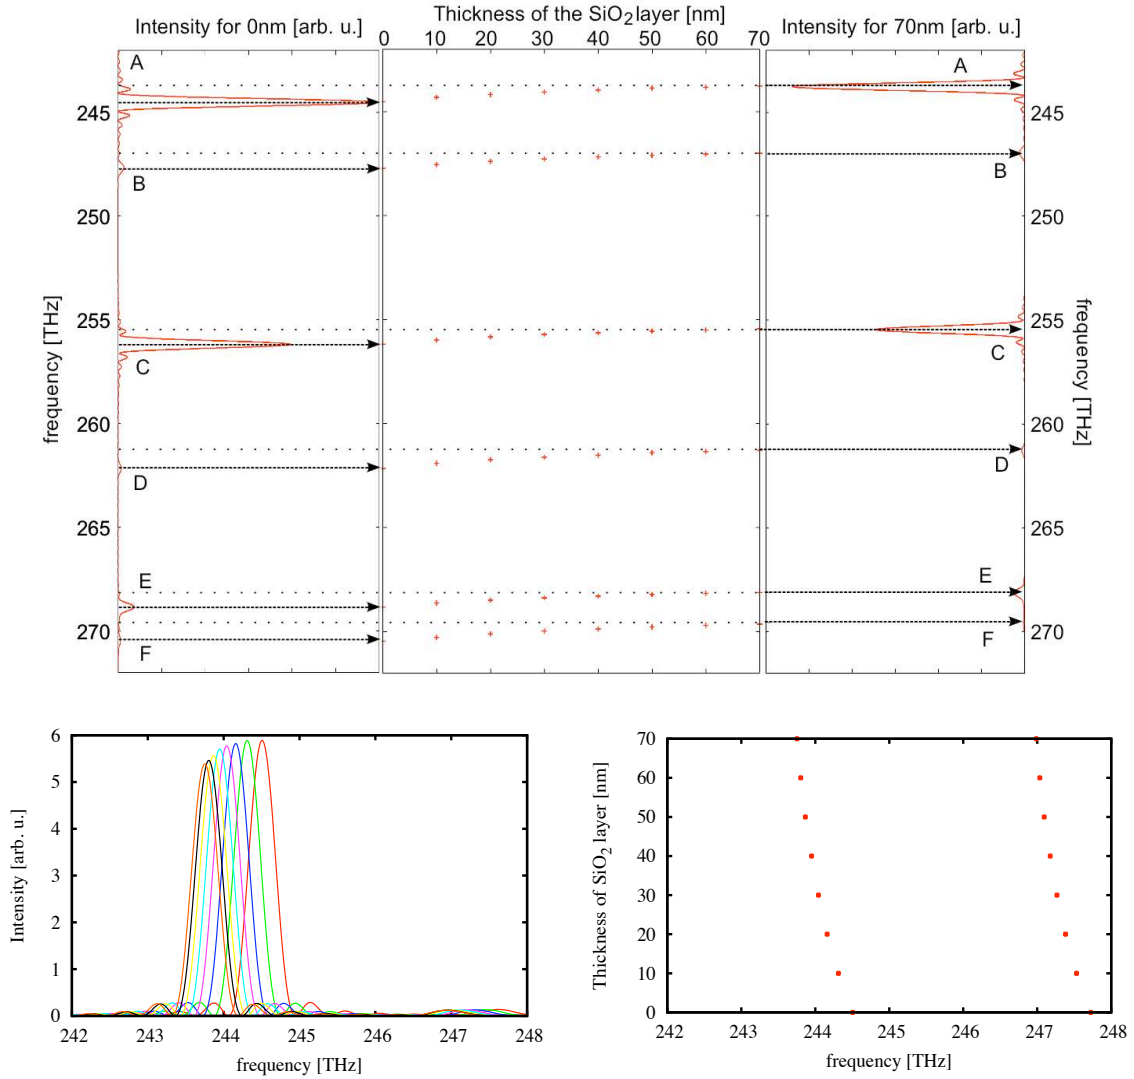 Thickness of the SiO2 layer [nm]
Intensity for 0nm [arb. u.]
Intensity for 70nm [arb. u.]
0 10 20 30 40 50 60 70
A
A
245
245
B
B
250
250
frequency [THz]
frequency [THz]
255
255
C
C
260
260
D
D
265
265
E
E
270
270
F
F
6
5
4
3
2
1
0
Intensity [arb. u.]
242 243 244 245 246 247 248
frequency [THz]
70
60
50
40
30
20
10
0
Thickness of SiO2 layer [nm]
242 243 244 245 246 247 248
frequency [THz]